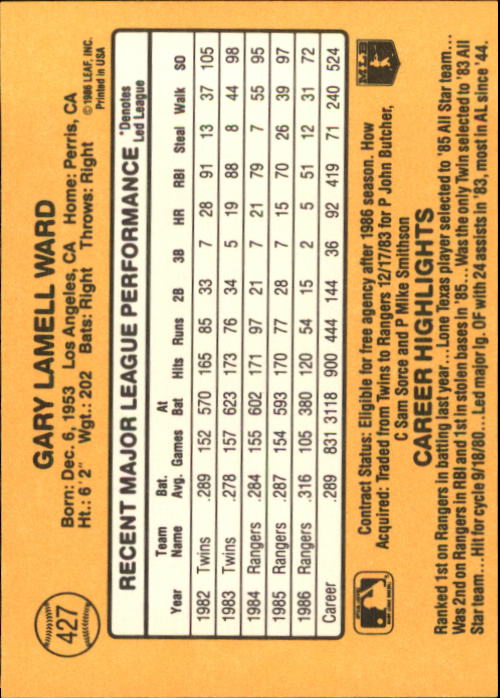 427
GARY LAMELL WARD
Born: Dec. 6, 1953 Los Angeles, CA Home: Perris, CA
Ht.: 6'2" Wgt.: 202 Bats: Right Throws: Right
© 1986 LEAF, INC.
Printed in USA
RECENT MAJOR LEAGUE PERFORMANCE
*Denotes
Led League
Year Team Name Bat. Avg. Games At Bat Hits Runs 2B 3B HR RBI Steal Walk SO
1982 Twins .289 152 570 165 85 33 7 28 91 13 37 105
1983 Twins .278 157 623 173 76 34 5 19 88 8 44 98
1984 Rangers .284 155 602 171 97 21 7 21 79 7 55 95
1985 Rangers .287 154 593 170 77 28 7 15 70 26 39 97
1986 Rangers .316 105 380 120 54 15 2 5 51 12 31 72
Career .289 831 3118 900 444 144 36 92 419 71 240 524
Contract Status: Eligible for free agency after 1986 season. How
Acquired: Traded from Twins to Rangers 12/17/83 for P John Butcher,
C Sam Sorce and P Mike Smithson
MLB
CAREER HIGHLIGHTS
Ranked 1st on Rangers in batting last year...Lone Texas player selected to '85 All Star team...
Was 2nd on Rangers in RBI and 1st in stolen bases in '85...Was the only Twin selected to '83 All
Star team...Hit for cycle 9/18/80...Led major lg. OF with 24 assists in '83, most in AL since '44.